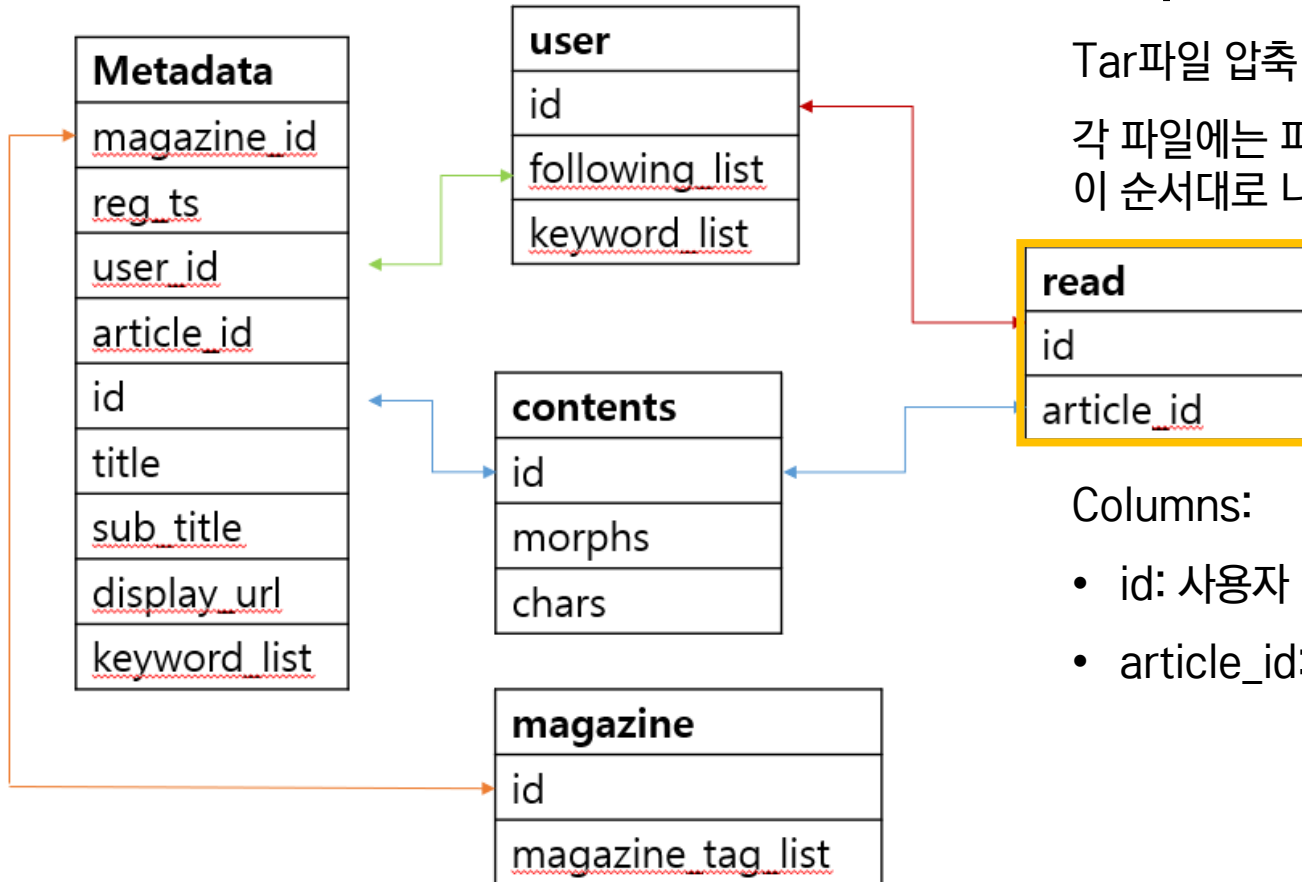 Metadata
magazine_id
reg_ts
user_id
article_id
id
title
sub_title
display_url
keyword_list
user
id
following_list
keyword_list
contents
id
morphs
chars
magazine
id
magazine_tag_list
Tar파일 압축
각 파일에는
이 순서대로
read
id
article_id
Columns:
• id: 사용자
• article_id: